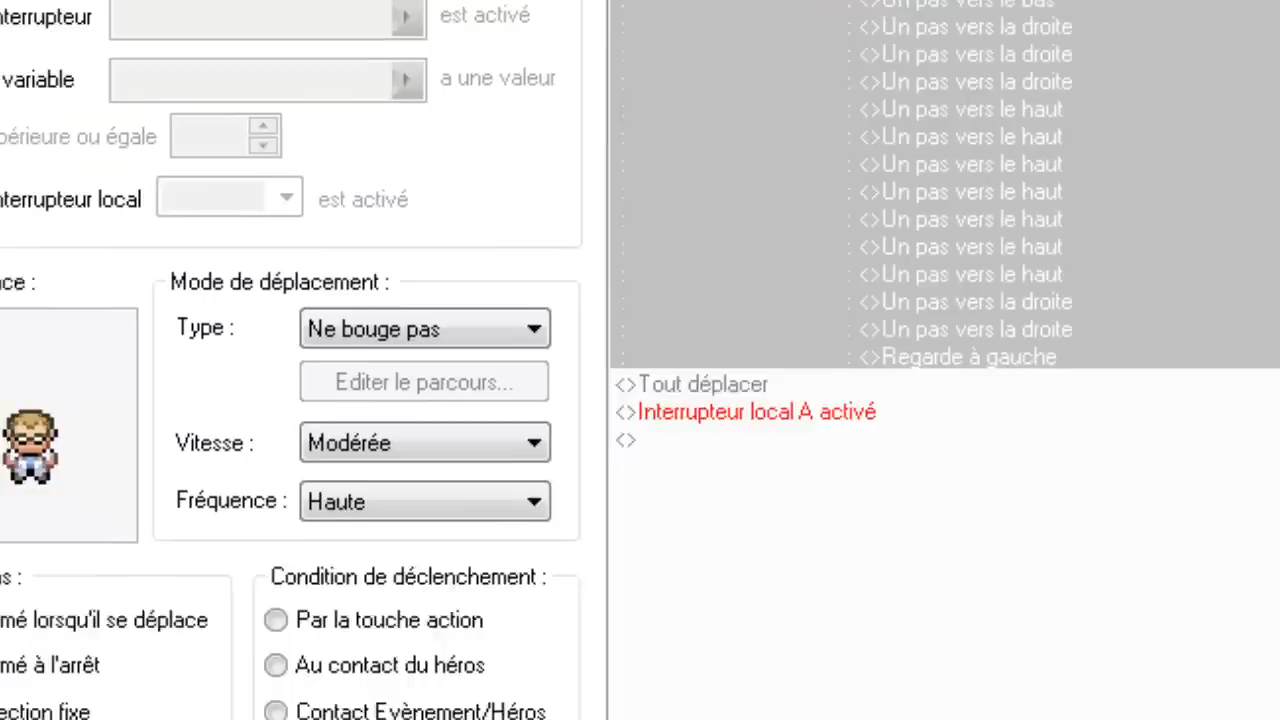 nterrupteur est activé
variable a une valeur
périeure ou égale
nterrupteur local est activé
ce :
Mode de déplacement :
Type : Ne bouge pas
Editer le parcours...
Vitesse : Modérée
Fréquence : Haute
s :
mé lorsqu'il se déplace
mé à l'arrêt
ection fixe
Condition de déclenchement :
Par la touche action
Au contact du héros
Contact Evènement/Héros
: : <>Un pas vers le bas
: : <>Un pas vers la droite
: : <>Un pas vers la droite
: : <>Un pas vers la droite
: : <>Un pas vers le haut
: : <>Un pas vers le haut
: : <>Un pas vers le haut
: : <>Un pas vers le haut
: : <>Un pas vers le haut
: : <>Un pas vers le haut
: : <>Un pas vers le haut
: : <>Un pas vers la droite
: : <>Un pas vers la droite
: : <>Regarde à gauche
<>Tout déplacer
<>Interrupteur local A activé
<>